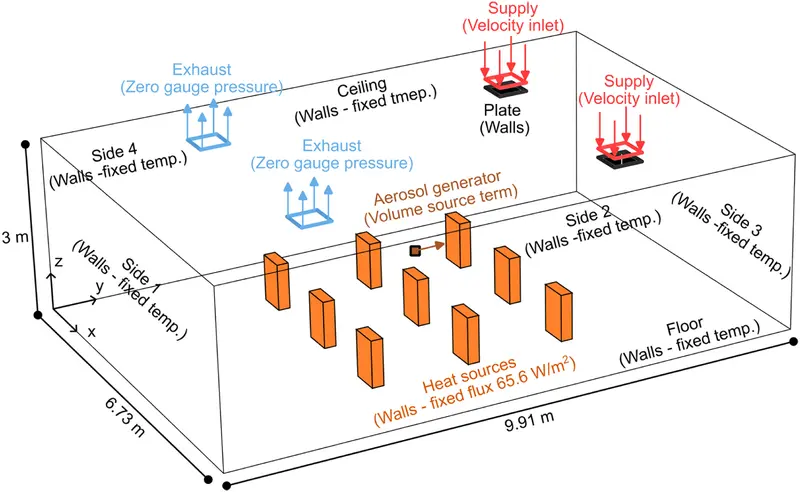 Supply
(Velocity inlet)
Exhaust
(Zero gauge pressure)
Ceiling
(Walls - fixed tmep.)
Supply
(Velocity inlet)
Plate
(Walls)
Side 4
(Walls -fixed temp.)
Exhaust
(Zero gauge pressure)
Aerosol generator
(Volume source term)
Side 2
(Walls -fixed temp.)
Side 3
(Walls -fixed temp.)
3 m
Side 1
(Walls - fixed temp.)
z
y
x
Floor
(Walls - fixed temp.)
Heat sources
(Walls - fixed flux 65.6 W/m²)
6.73 m
9.91 m